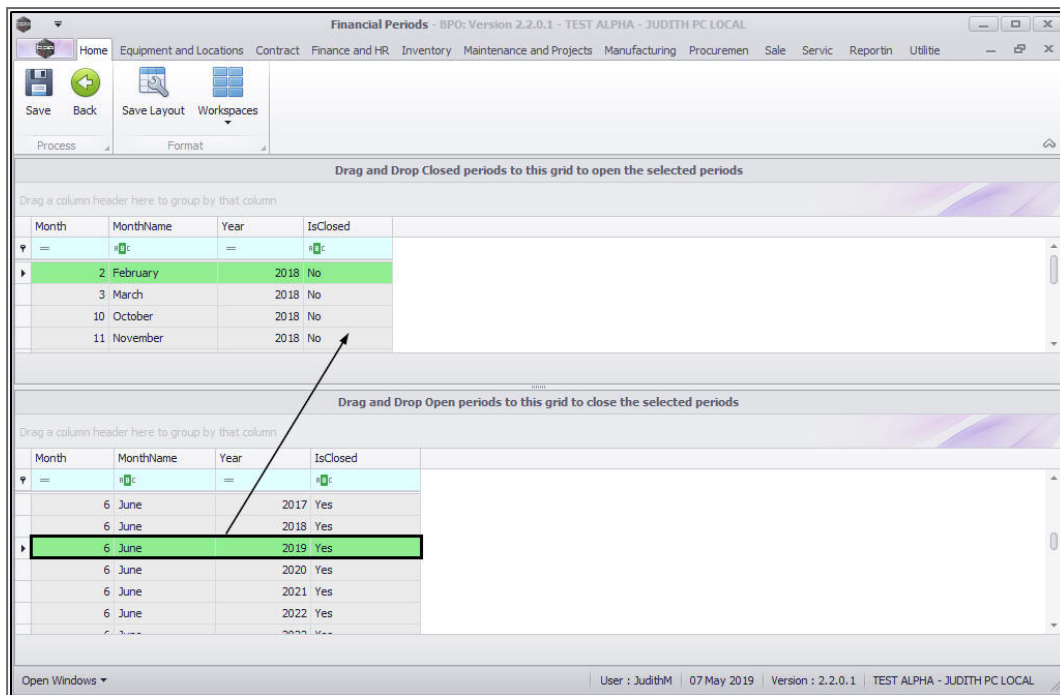 Financial Periods - BPO: Version 2.2.0.1 - TEST ALPHA - JUDITH PC LOCAL
Home Equipment and Locations Contract Finance and HR Inventory Maintenance and Projects Manufacturing Procuremen Sale Servic Reportin Utilitie
Save Back Save Layout Workspaces
Process Format
Drag and Drop Closed periods to this grid to open the selected periods
Drag a column header here to group by that column
Month MonthName Year IsClosed
= ABC = ABC
2 February 2018 No
3 March 2018 No
10 October 2018 No
11 November 2018 No
Drag and Drop Open periods to this grid to close the selected periods
Drag a column header here to group by that column
Month MonthName Year IsClosed
= ABC = ABC
6 June 2017 Yes
6 June 2018 Yes
6 June 2019 Yes
6 June 2020 Yes
6 June 2021 Yes
6 June 2022 Yes
Open Windows User : JudithM 07 May 2019 Version : 2.2.0.1 TEST ALPHA - JUDITH PC LOCAL